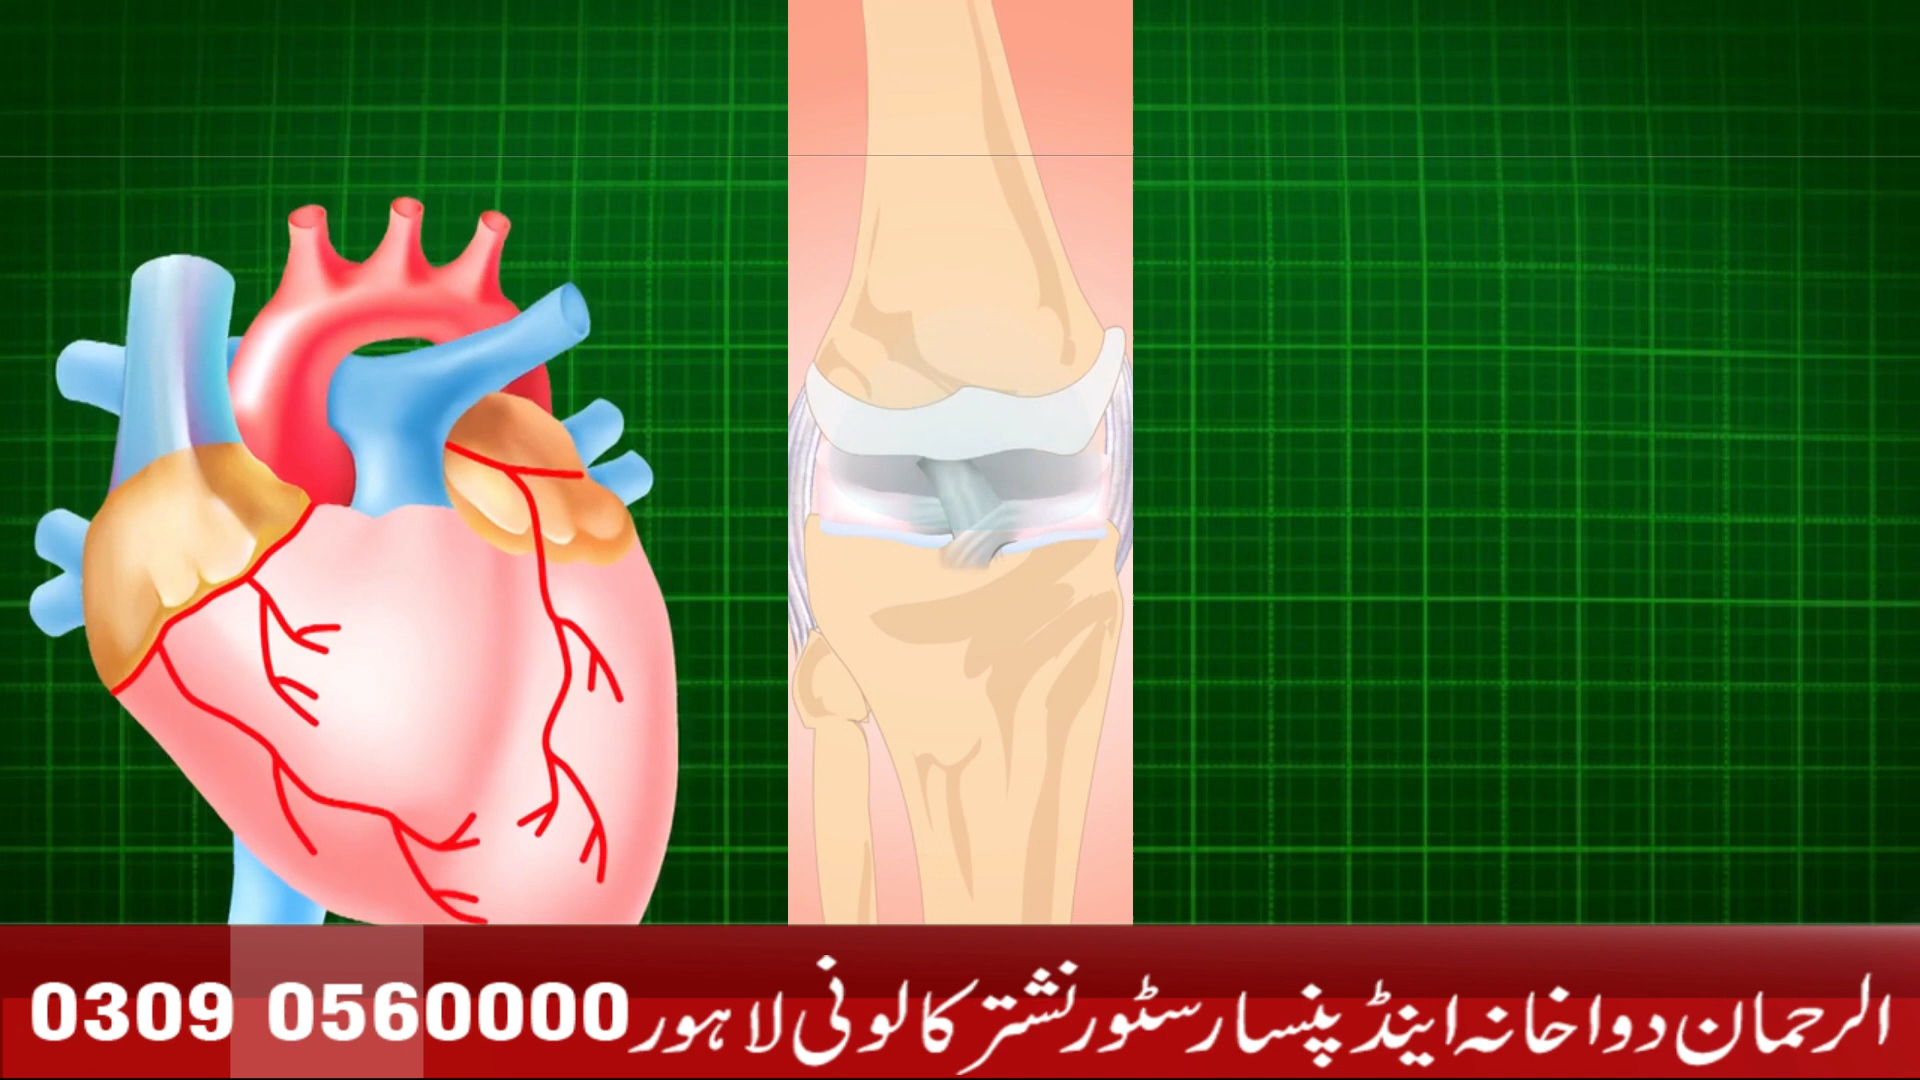 الرحمان دواخانہ اینڈ پنسار سٹور نشتر کالونی لاہور 0309 0560000